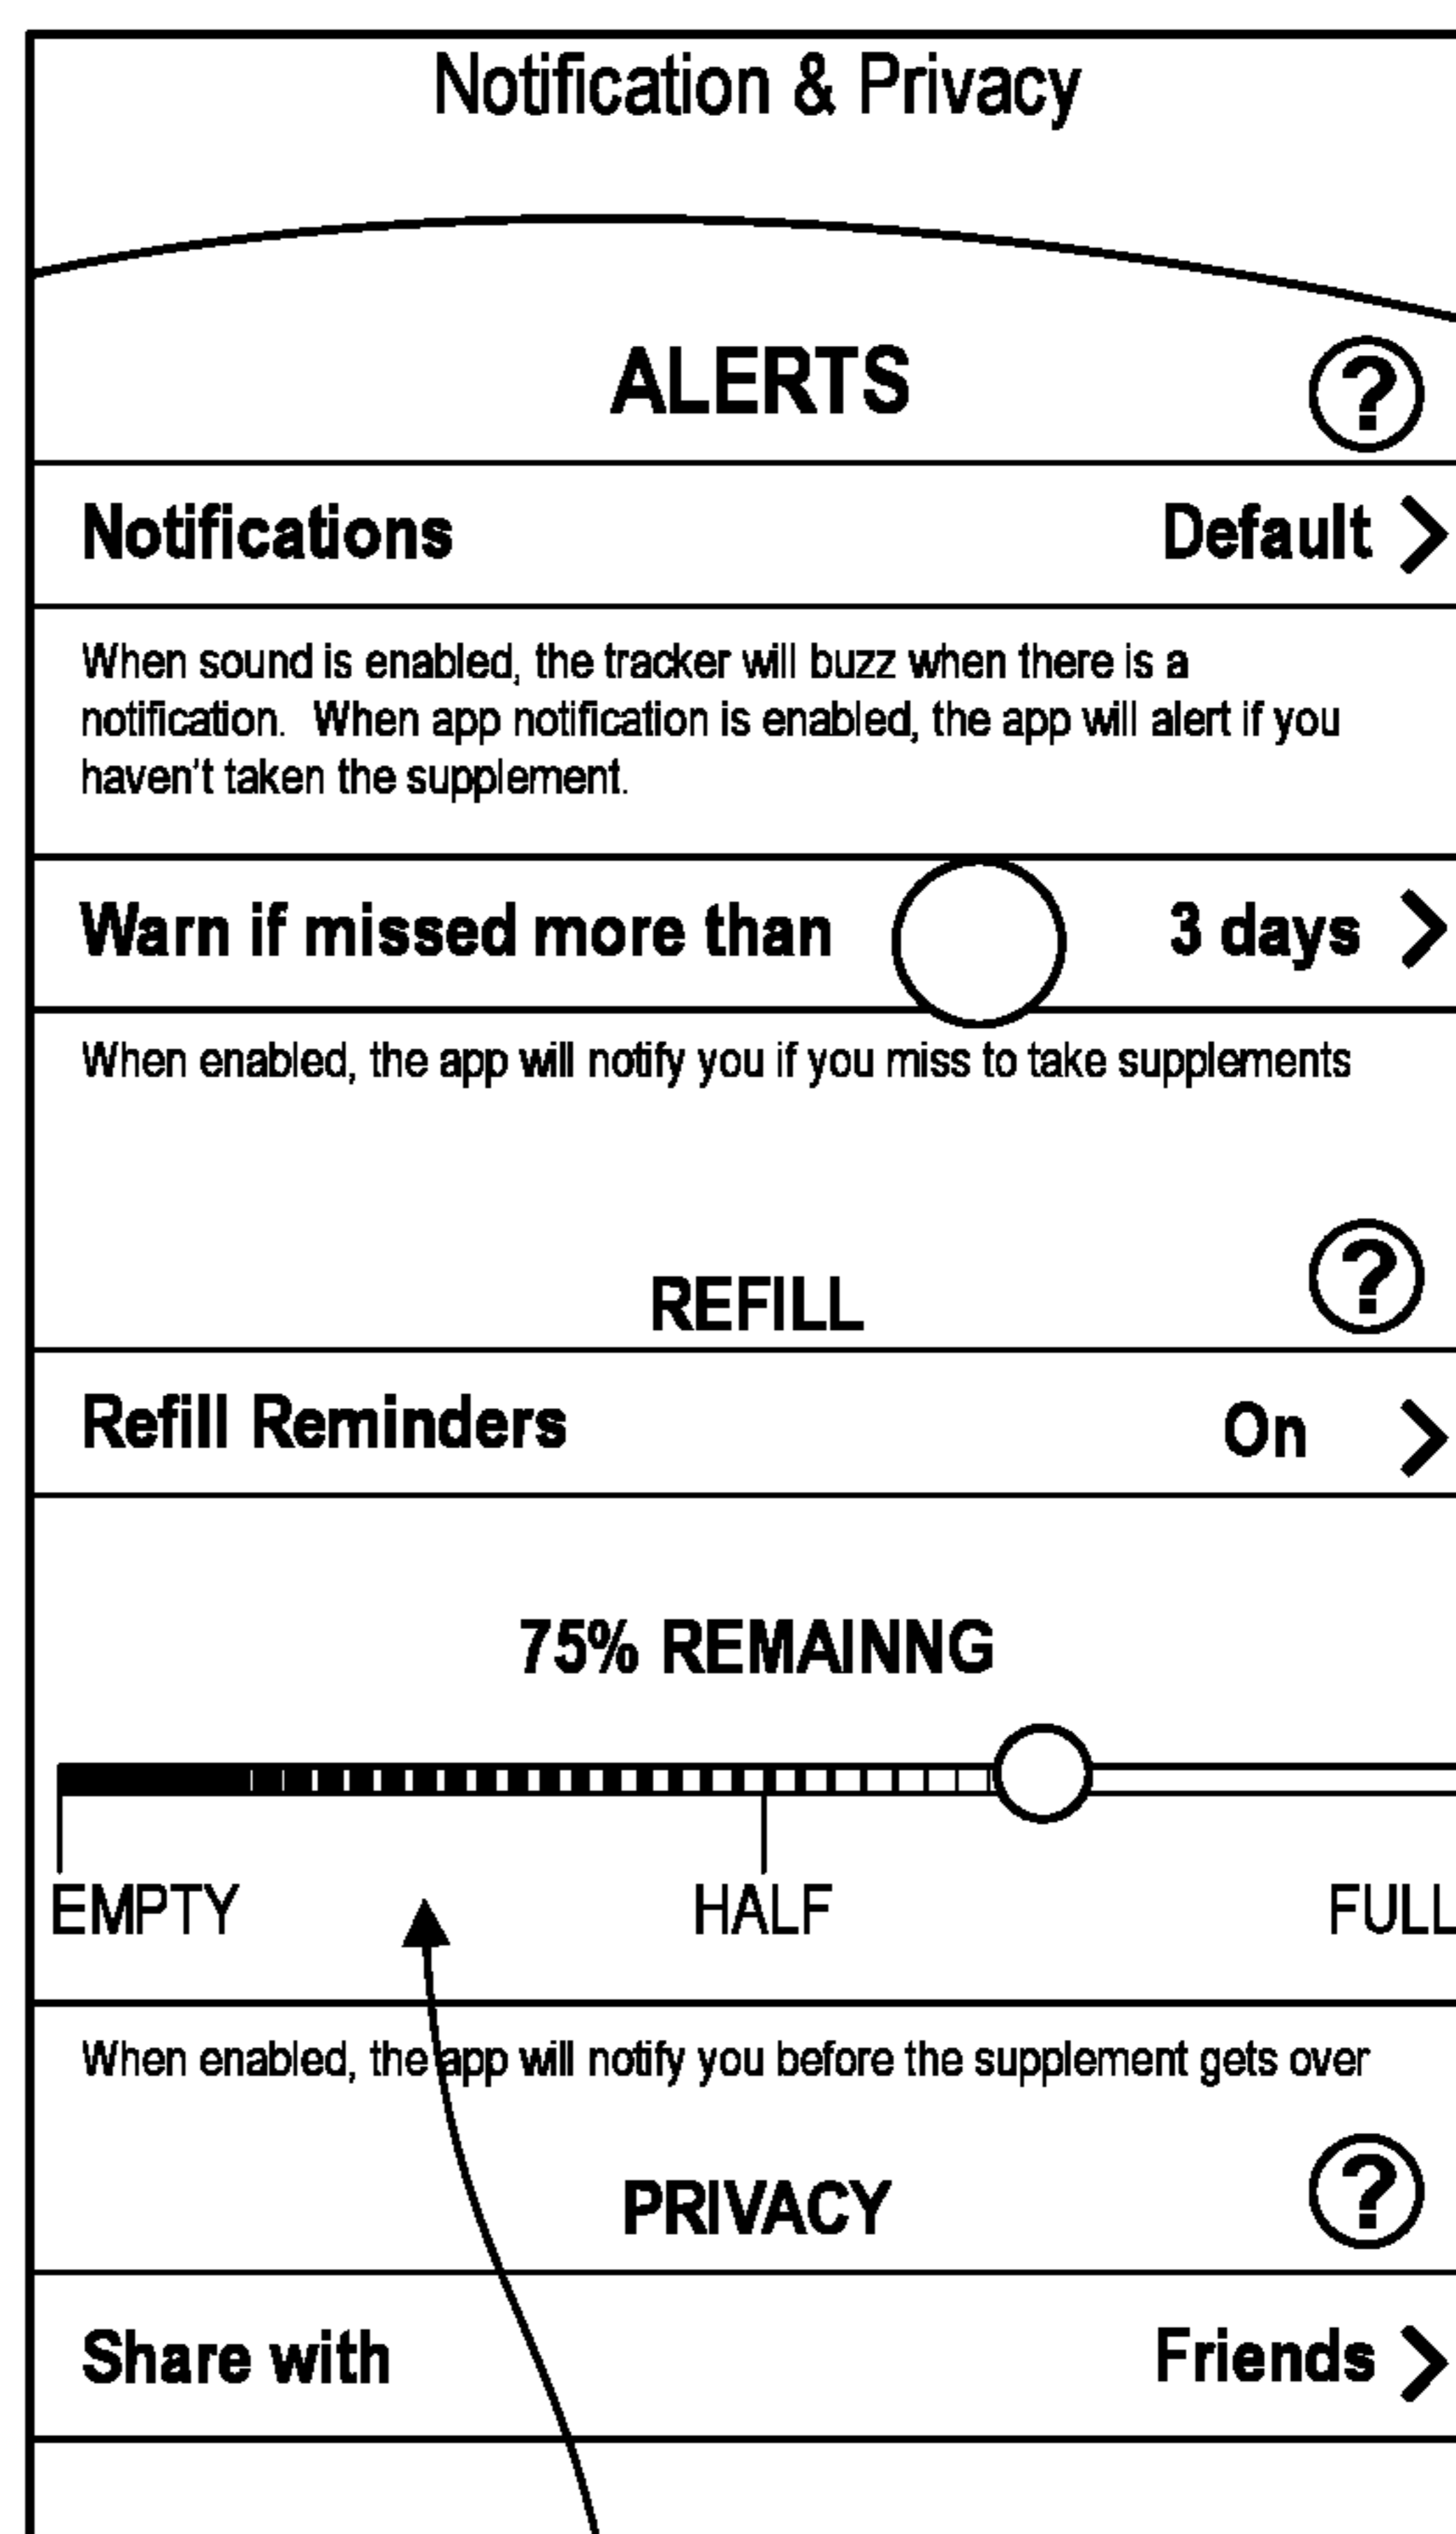 Notification & Privacy
ALERTS ?
Notifications Default >
When sound is enabled, the tracker will buzz when there is a
notification. When app notification is enabled, the app will alert if you
haven't taken the supplement.
Warn if missed more than 3 days >
When enabled, the app will notify you if you miss to take supplements
REFILL ?
Refill Reminders On >
75% REMAINNG
EMPTY HALF FULL
When enabled, the app will notify you before the supplement gets over
PRIVACY ?
Share with Friends >